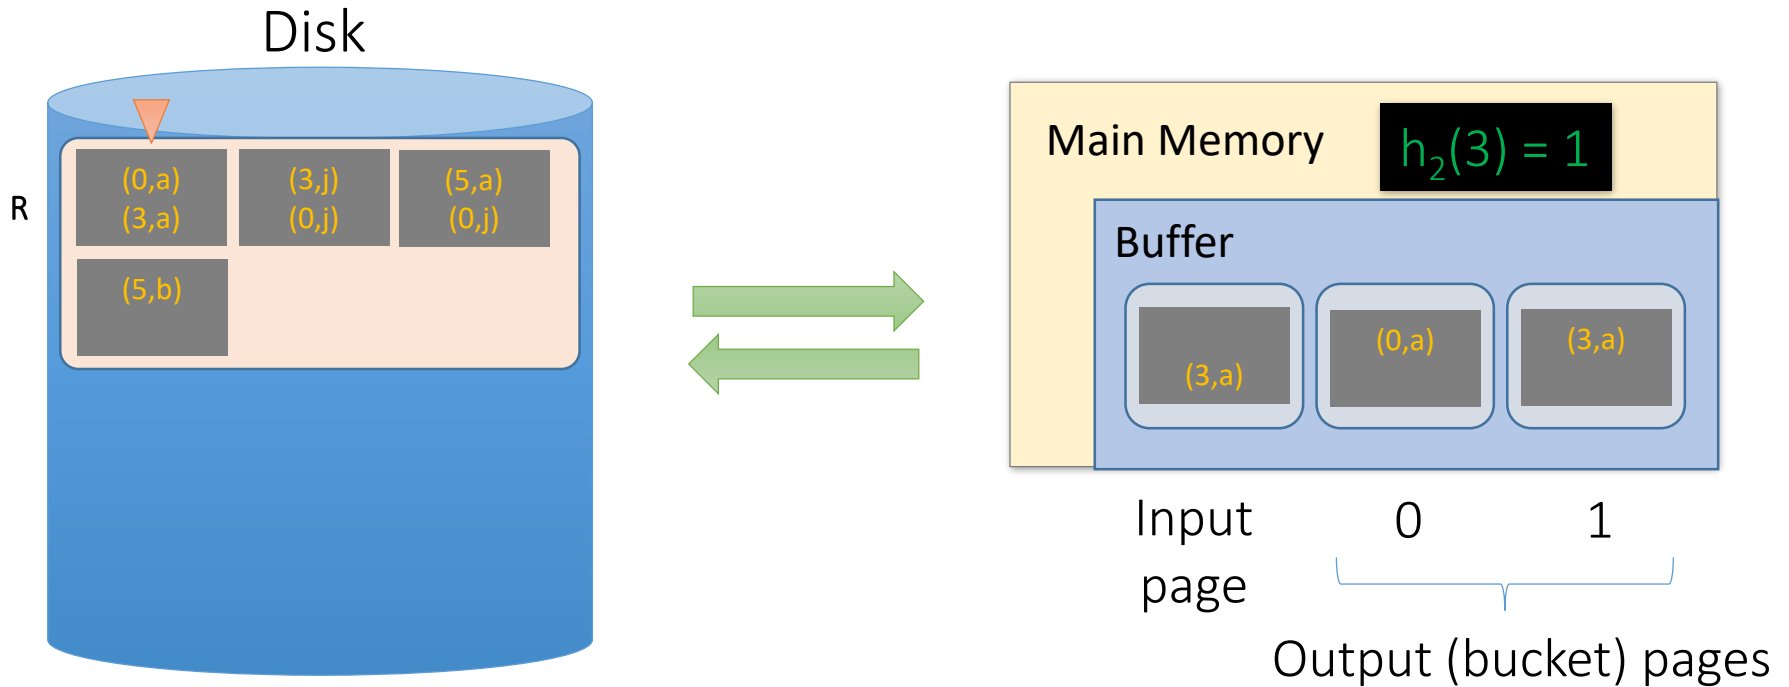 Disk
R
(0,a)
(3,a)
(3,j)
(0,j)
(5,a)
(0,j)
(5,b)
Main Memory
h₂(3) = 1
Buffer
(3,a)
(0,a)
(3,a)
Input
page
0
1
Output (bucket) pages